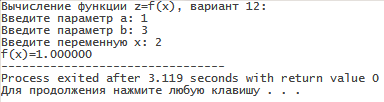 Вычисление функции z=f(x), вариант 12:
Введите параметр a: 1
Введите параметр b: 3
Введите переменную x: 2
f(x)=1.000000
--------------------------------
Process exited after 3.119 seconds with return value 0
Для продолжения нажмите любую клавишу . . .